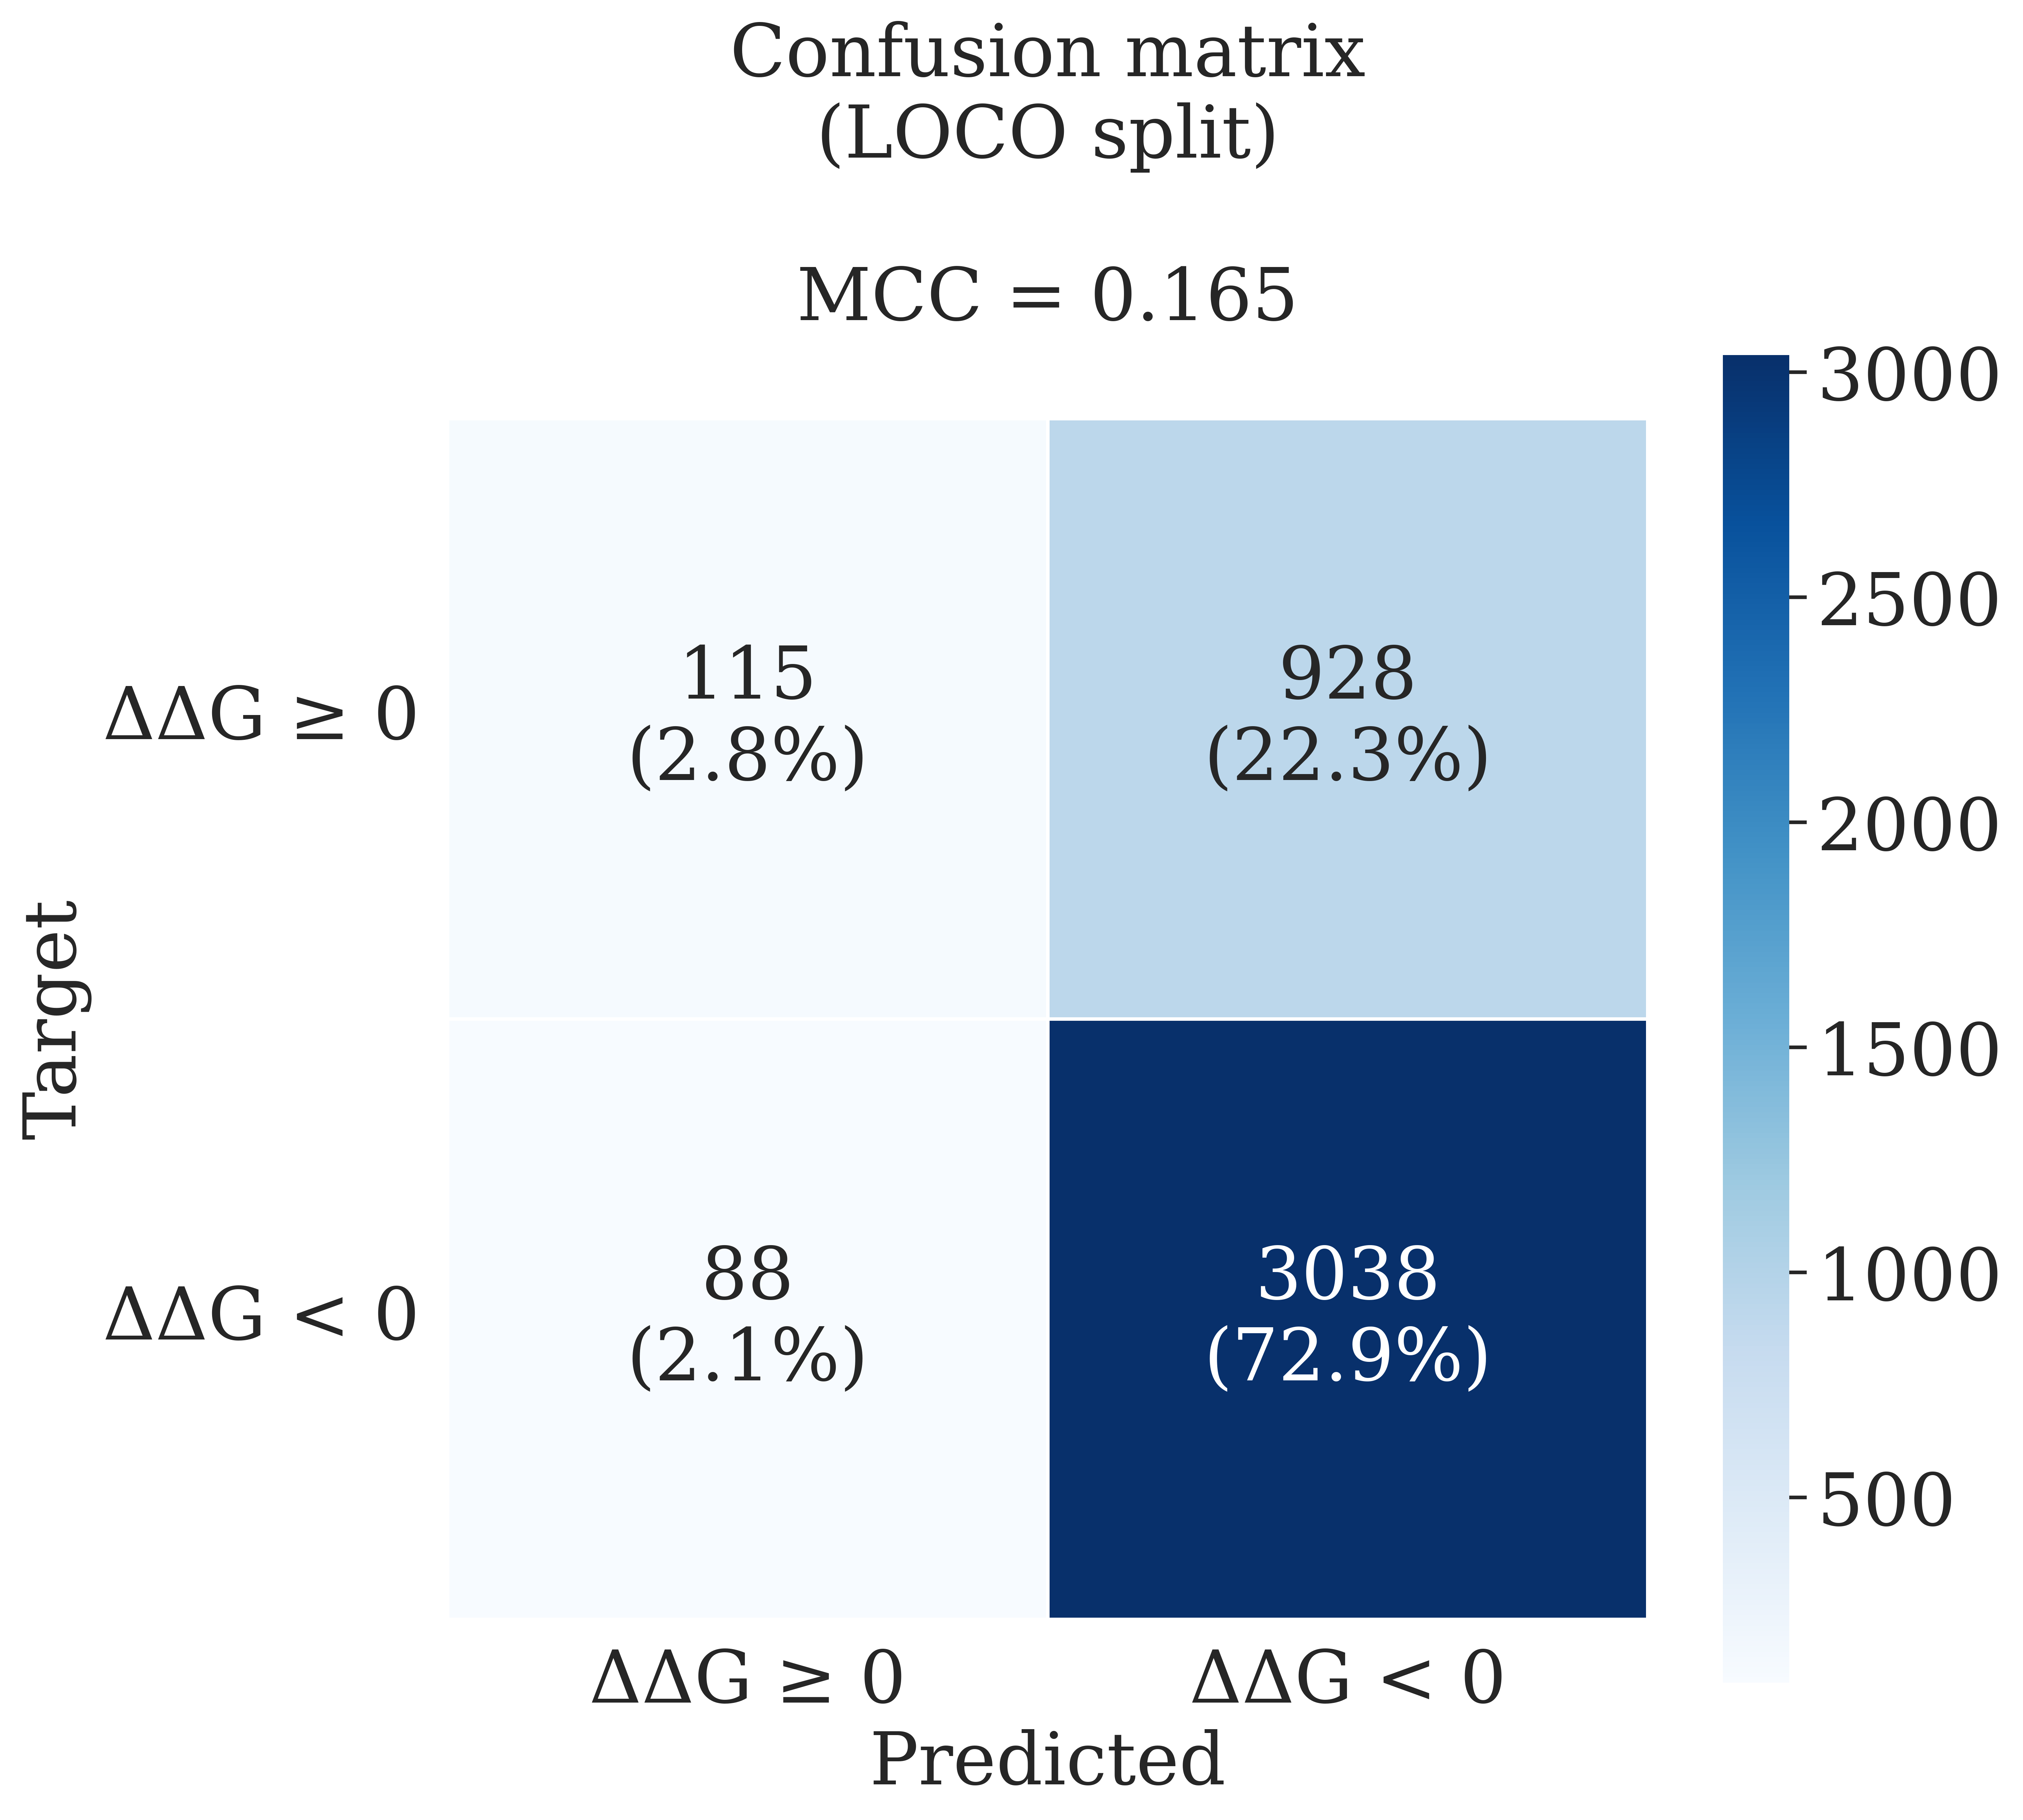 Confusion matrix
(LOCO split)
MCC = 0.165
3000
2500
2000
1500
1000
500
Target
ΔΔG ≥ 0
115
(2.8%)
928
(22.3%)
ΔΔG < 0
88
(2.1%)
3038
(72.9%)
ΔΔG ≥ 0
ΔΔG < 0
Predicted